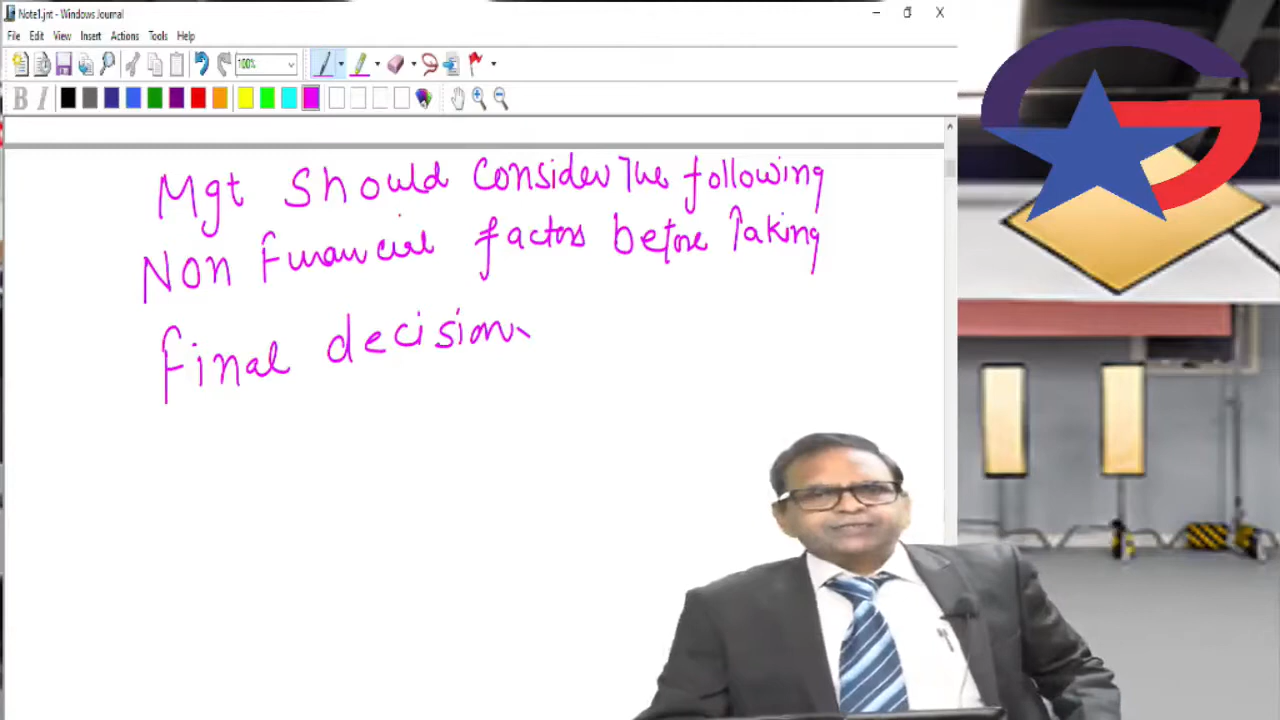 Note1.jnt - Windows Journal
File Edit View Insert Actions Tools Help
100%
B I
Mgt Should Consider The following
Non Financial factors before Taking
Final decision